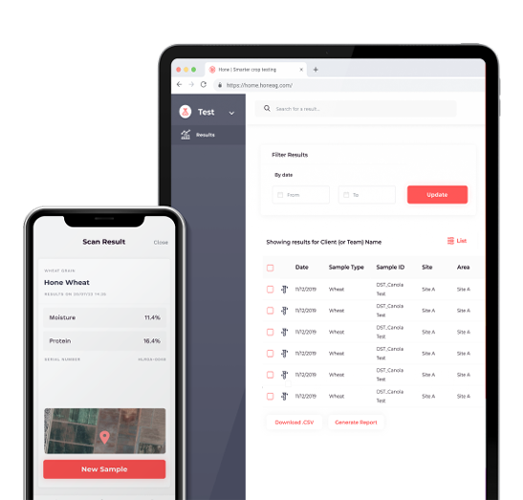 Hone | Smarter crop testing
https://home.honeag.com/
Test
Results
Search for a result...
Filter Results
By date
From
To
Update
Showing results for Client (or Team) Name
List
Date Sample Type Sample ID Site Area
11/12/2019 Wheat DST_Canola Test Site A Site A
11/12/2019 Wheat DST_Canola Test Site A Site A
11/12/2019 Wheat DST_Canola Test Site A Site A
11/12/2019 Wheat DST_Canola Test Site A Site A
11/12/2019 Wheat DST_Canola Test Site A Site A
11/12/2019 Wheat DST_Canola Test Site A Site A
Download .CSV
Generate Report
Scan Result
Close
WHEAT GRAIN
Hone Wheat
RESULTS ON
Moisture 11.4%
Protein 16.4%
SERIAL NUMBER
New Sample